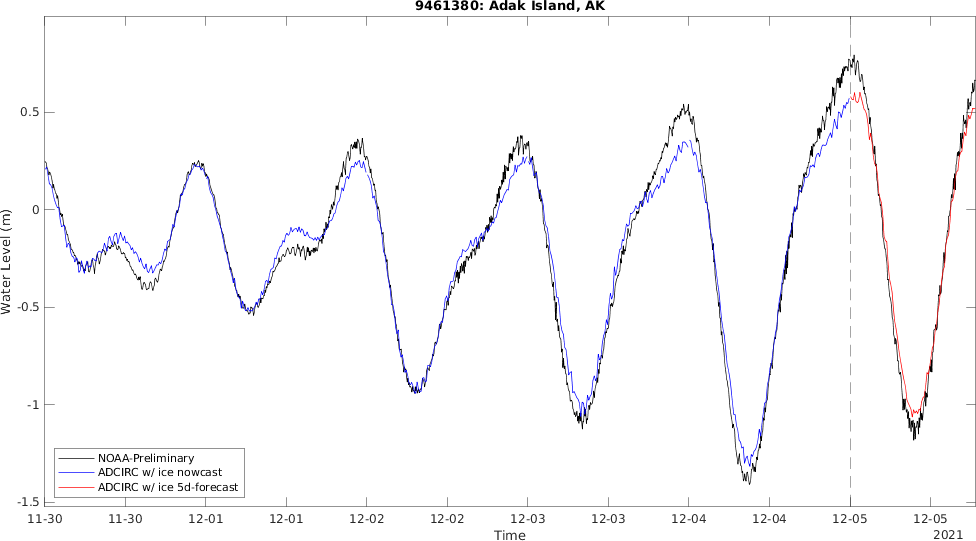 9461380: Adak Island, AK
Water Level (m)
0.5
0
-0.5
-1
-1.5
NOAA-Preliminary
ADCIRC w/ ice nowcast
ADCIRC w/ ice 5d-forecast
11-30 11-30 12-01 12-01 12-02 12-02 12-03 12-03 12-04 12-04 12-05 12-05
Time
2021